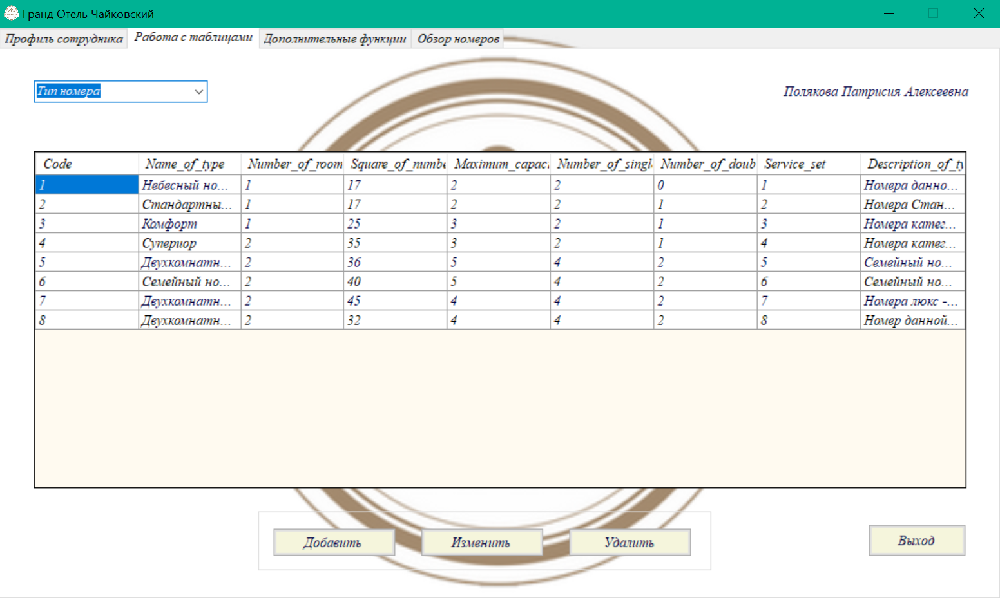 Гранд Отель Чайковский
Профиль сотрудника Работа с таблицами Дополнительные функции Обзор номеров
Тип номера Полякова Патрисия Алексеевна
Code Name_of_type Number_of_room Square_of_numbe Maximum_capaci Number_of_singl Number_of_doub Service_set Description_of_ty
1 Небесный но... 1 17 2 2 0 1 Номера данно...
2 Стандартны... 1 17 2 2 1 2 Номера Стан...
3 Комфорт 1 25 3 2 1 3 Номера катег...
4 Супериор 2 35 3 2 1 4 Номера катег...
5 Двухкомнатн... 2 36 5 4 2 5 Семейный но...
6 Семейный но... 2 40 5 4 2 6 Семейный но...
7 Двухкомнатн... 2 45 4 4 2 7 Номера люкс -...
8 Двухкомнатн... 2 32 4 4 2 8 Номер данной...
Добавить Изменить Удалить Выход